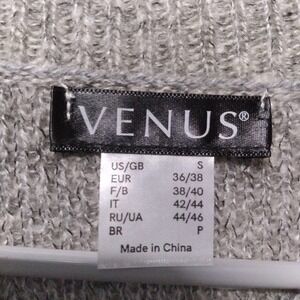 VENUS®
US/GB S
EUR 36/38
F/B 38/40
IT 42/44
RU/UA 44/46
BR P
Made in China